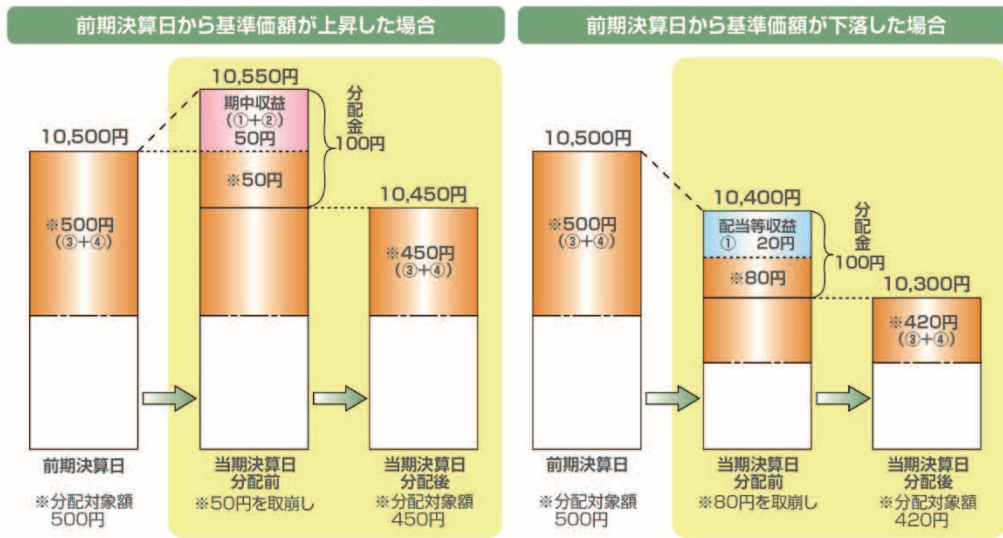 前期決算日から基準価額が上昇した場合
10,550円
期中収益
(①+②)
50円
分配金
100円
10,500円
※50円
10,450円
※500円
(③+④)
※450円
(③+④)
前期決算日
当期決算日
分配前
当期決算日
分配後
※分配対象額
500円
※50円を取崩し
※分配対象額
450円
前期決算日から基準価額が下落した場合
10,500円
10,400円
※500円
(③+④)
配当等収益
① 20円
分配金
100円
※80円
10,300円
※420円
(③+④)
前期決算日
当期決算日
分配前
当期決算日
分配後
※分配対象額
500円
※80円を取崩し
※分配対象額
420円